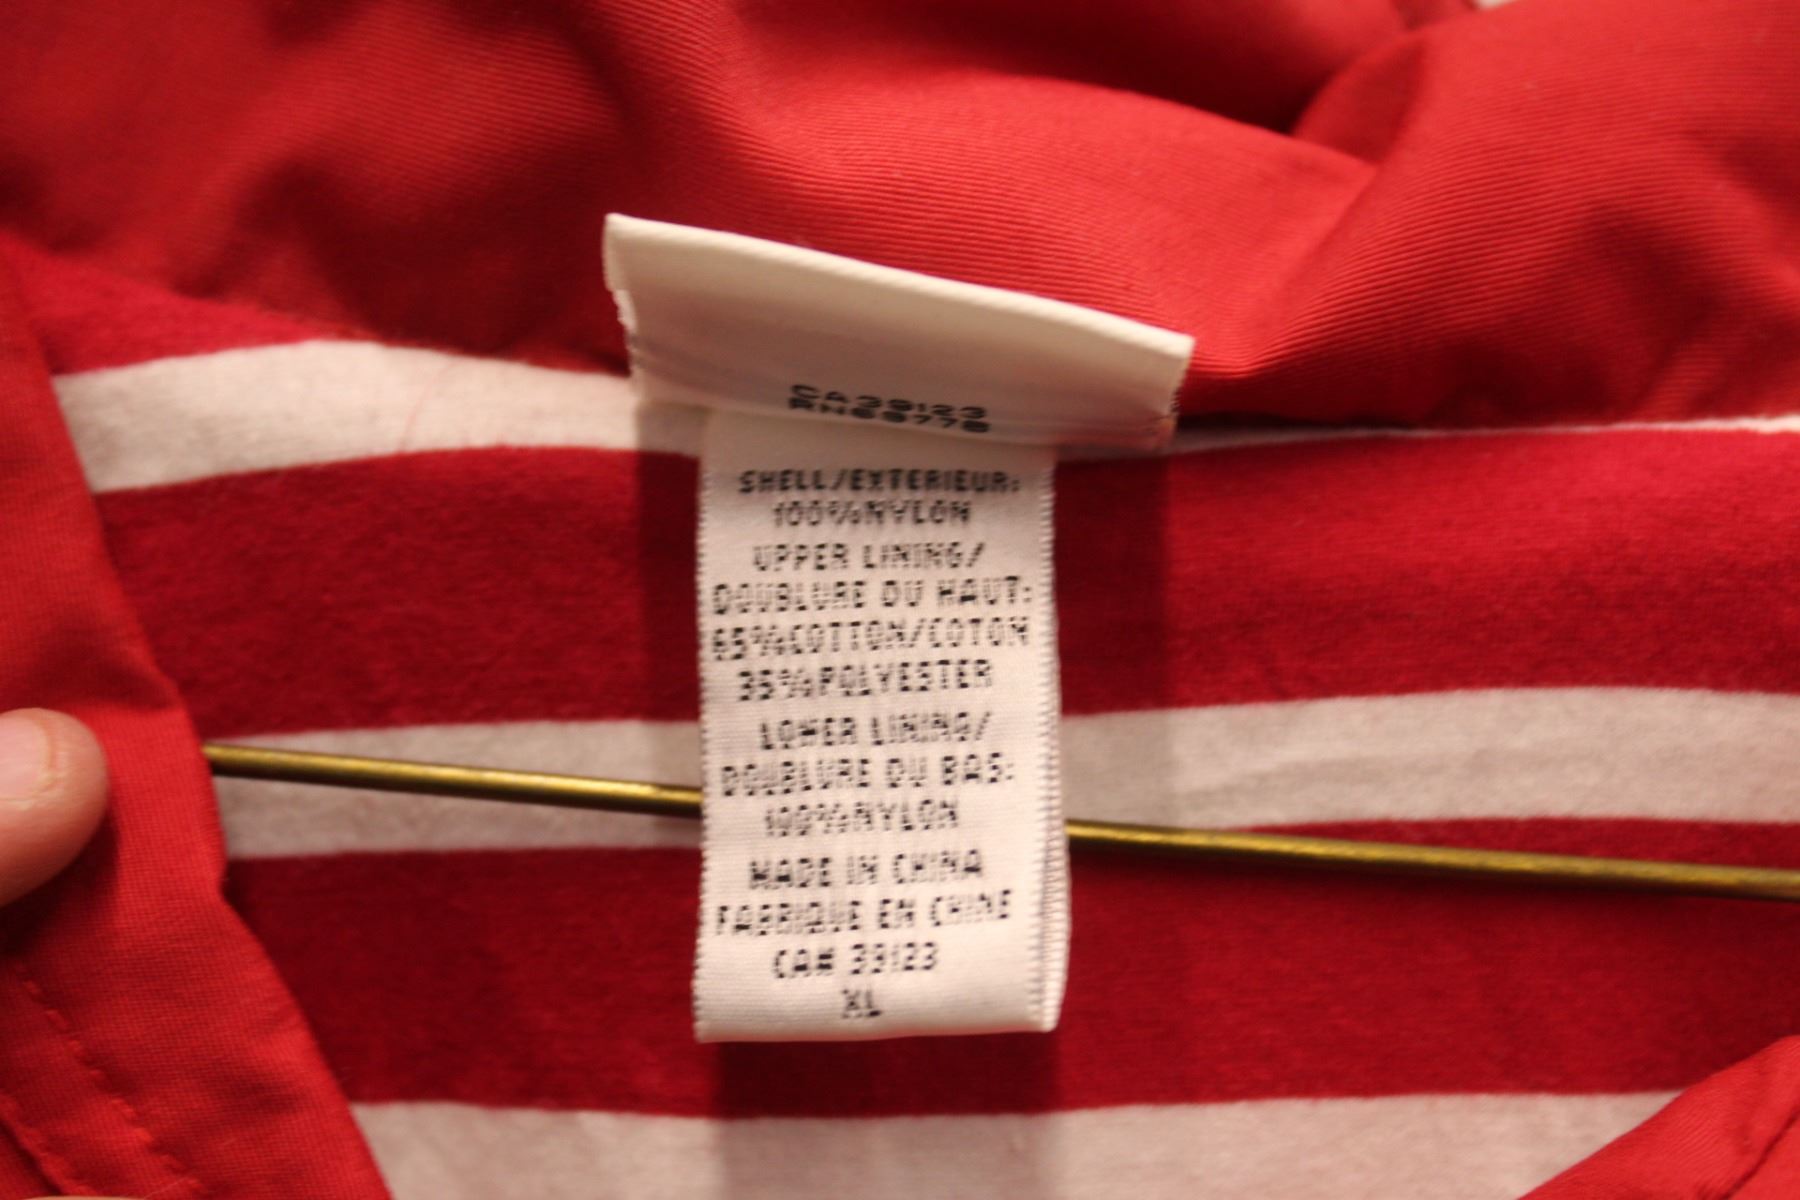 CA39123
RN66770
SHELL/EXTERIEUR:
100%NYLON
UPPER LINING/
DOUBLURE DU HAUT:
65%COTTON/COTON
35%POLYESTER
LOWER LINING/
DOUBLURE DU BAS:
100%NYLON
MADE IN CHINA
FABRIQUE EN CHINE
CA# 39123
XL